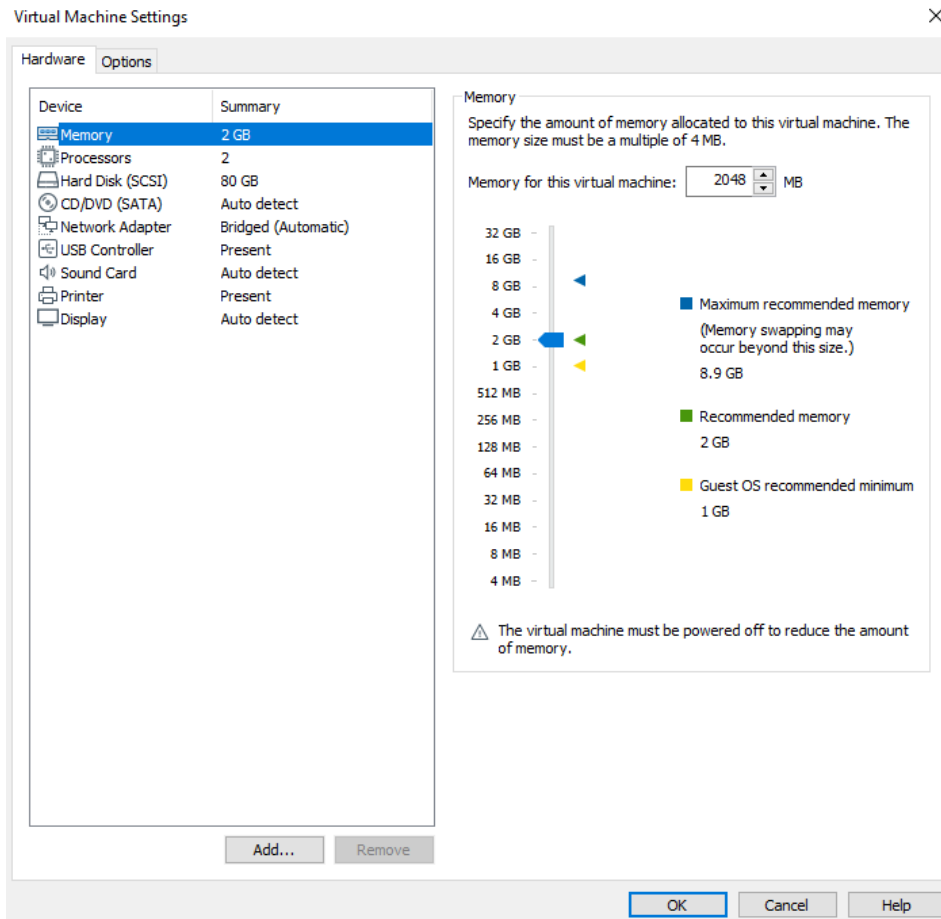 Virtual Machine Settings
Hardware Options
Device Summary
Memory 2 GB
Processors 2
Hard Disk (SCSI) 80 GB
CD/DVD (SATA) Auto detect
Network Adapter Bridged (Automatic)
USB Controller Present
Sound Card Auto detect
Printer Present
Display Auto detect
Add... Remove
Memory
Specify the amount of memory allocated to this virtual machine. The
memory size must be a multiple of 4 MB.
Memory for this virtual machine: 2048 MB
32 GB
16 GB
8 GB
4 GB
2 GB
1 GB
512 MB
256 MB
128 MB
64 MB
32 MB
16 MB
8 MB
4 MB
Maximum recommended memory
(Memory swapping may
occur beyond this size.)
8.9 GB
Recommended memory
2 GB
Guest OS recommended minimum
1 GB
The virtual machine must be powered off to reduce the amount
of memory.
OK Cancel Help